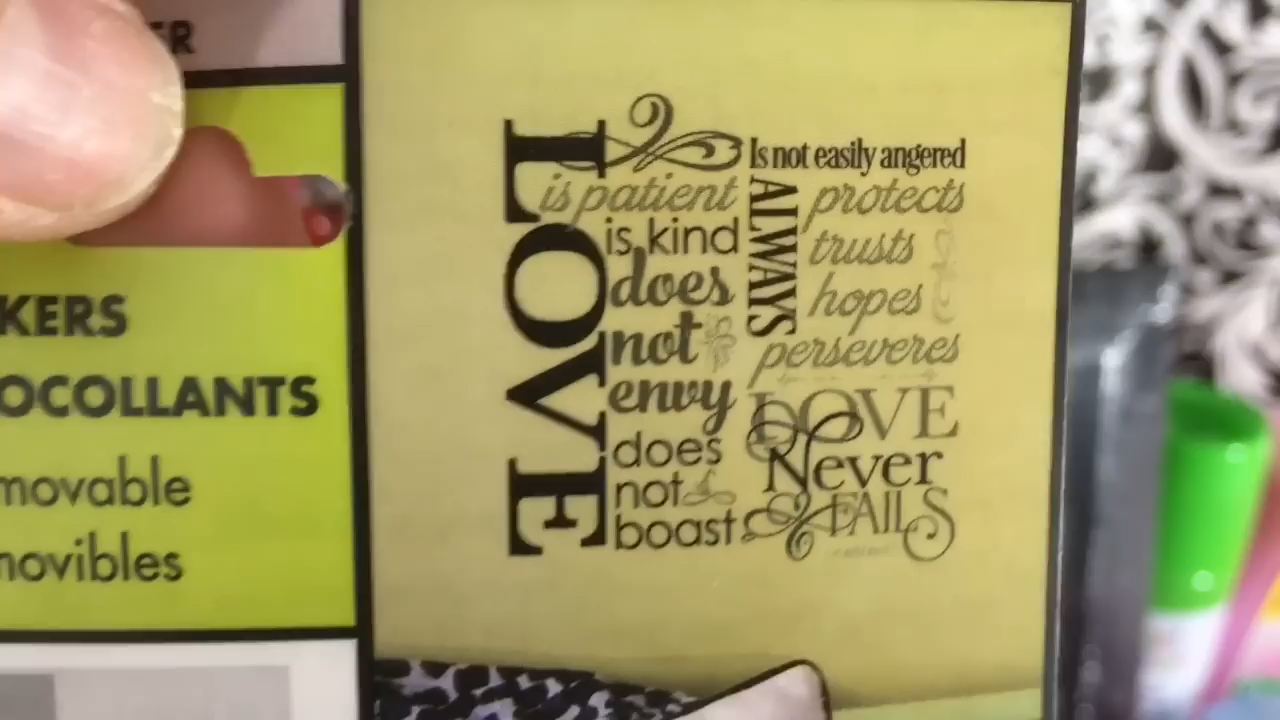 ER
KERS
OCOLLANTS
movable
movibles
LOVE
is patient
is kind
does
not
envy
does
not
boast
Is not easily angered
ALWAYS
protects
trusts
hopes
perseveres
LOVE
Never
FAILS